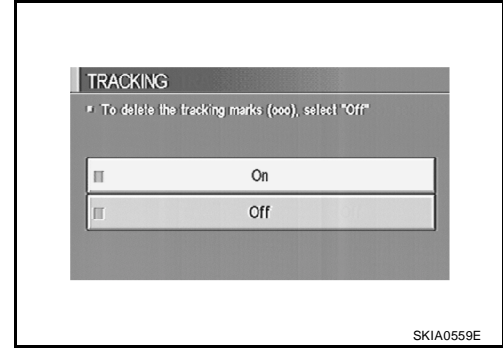 TRACKING
To delete the tracking marks (ooo), select "Off"
On
Off
SKIA0559E